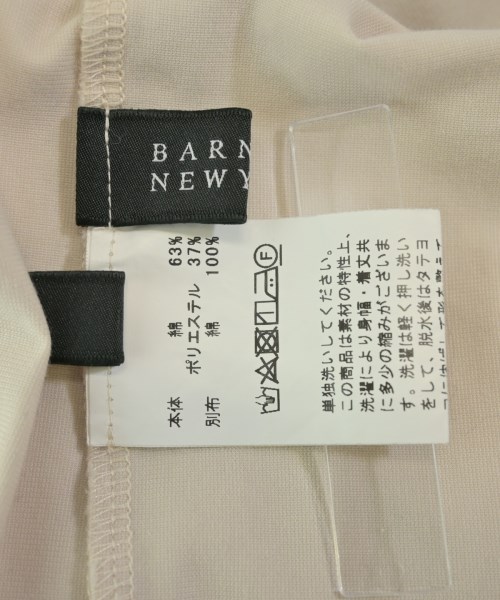 BARN
NEW Y
本体 綿 63%
ポリエステル 37%
別布 綿 100%
F
単独洗いしてください。
この商品は素材の特性上、
洗濯により身幅・着丈共
に多少の縮みがございま
す。洗濯は軽く押し洗い
をして、脱水後はタテヨ